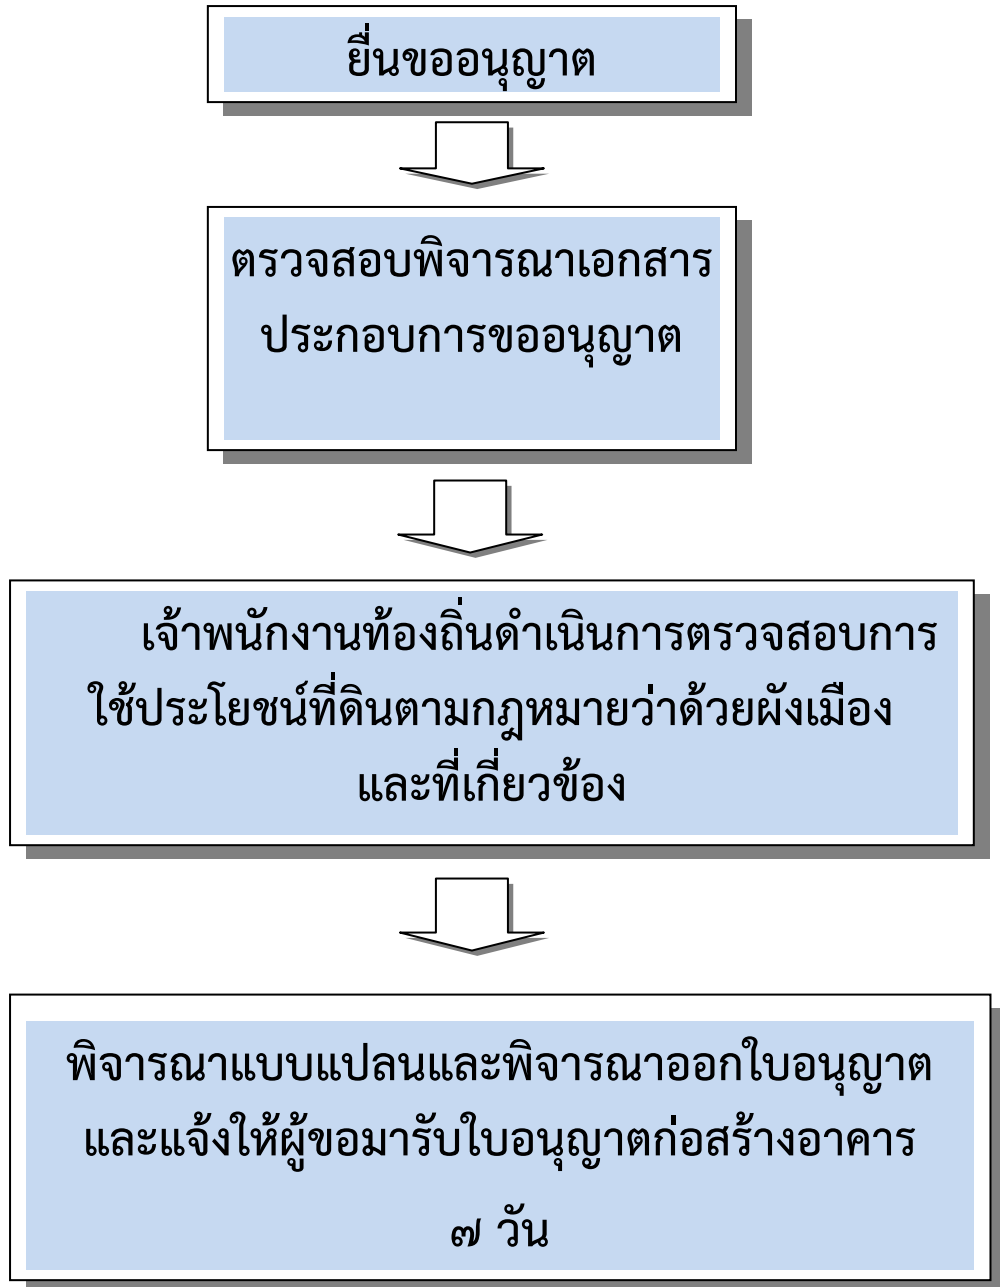 ยื่นขออนุญาต
ตรวจสอบพิจารณาเอกสาร
ประกอบการขออนุญาต
เจ้าพนักงานท้องถิ่นดำเนินการตรวจสอบการ
ใช้ประโยชน์ที่ดินตามกฎหมายว่าด้วยผังเมือง
และที่เกี่ยวข้อง
พิจารณาแบบแปลนและพิจารณาออกใบอนุญาต
และแจ้งให้ผู้ขอมารับใบอนุญาตก่อสร้างอาคาร
๗ วัน